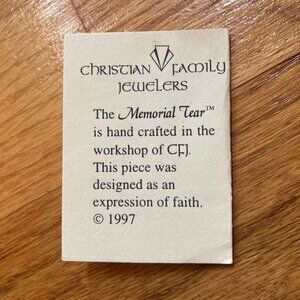 CHRISTIAN FAMILY
JEWELERS
The Memorial Tear™
is hand crafted in the
workshop of CFJ.
This piece was
designed as an
expression of faith.
© 1997